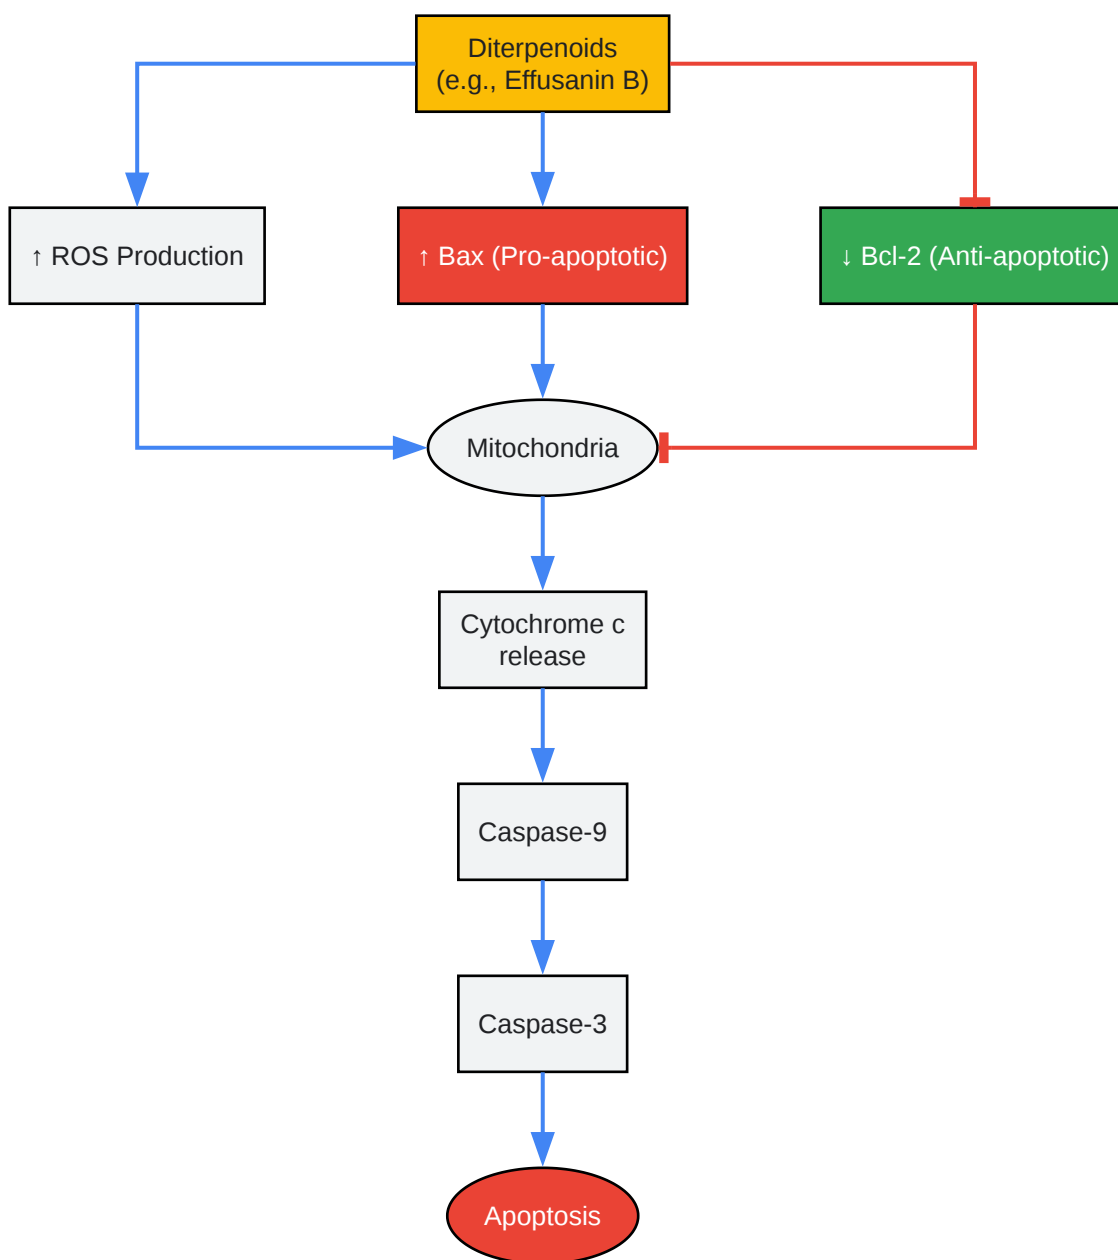 Diterpenoids
(e.g., Effusanin B)
↑ ROS Production
↑ Bax (Pro-apoptotic)
↓ Bcl-2 (Anti-apoptotic)
Mitochondria
Cytochrome c
release
Caspase-9
Caspase-3
Apoptosis